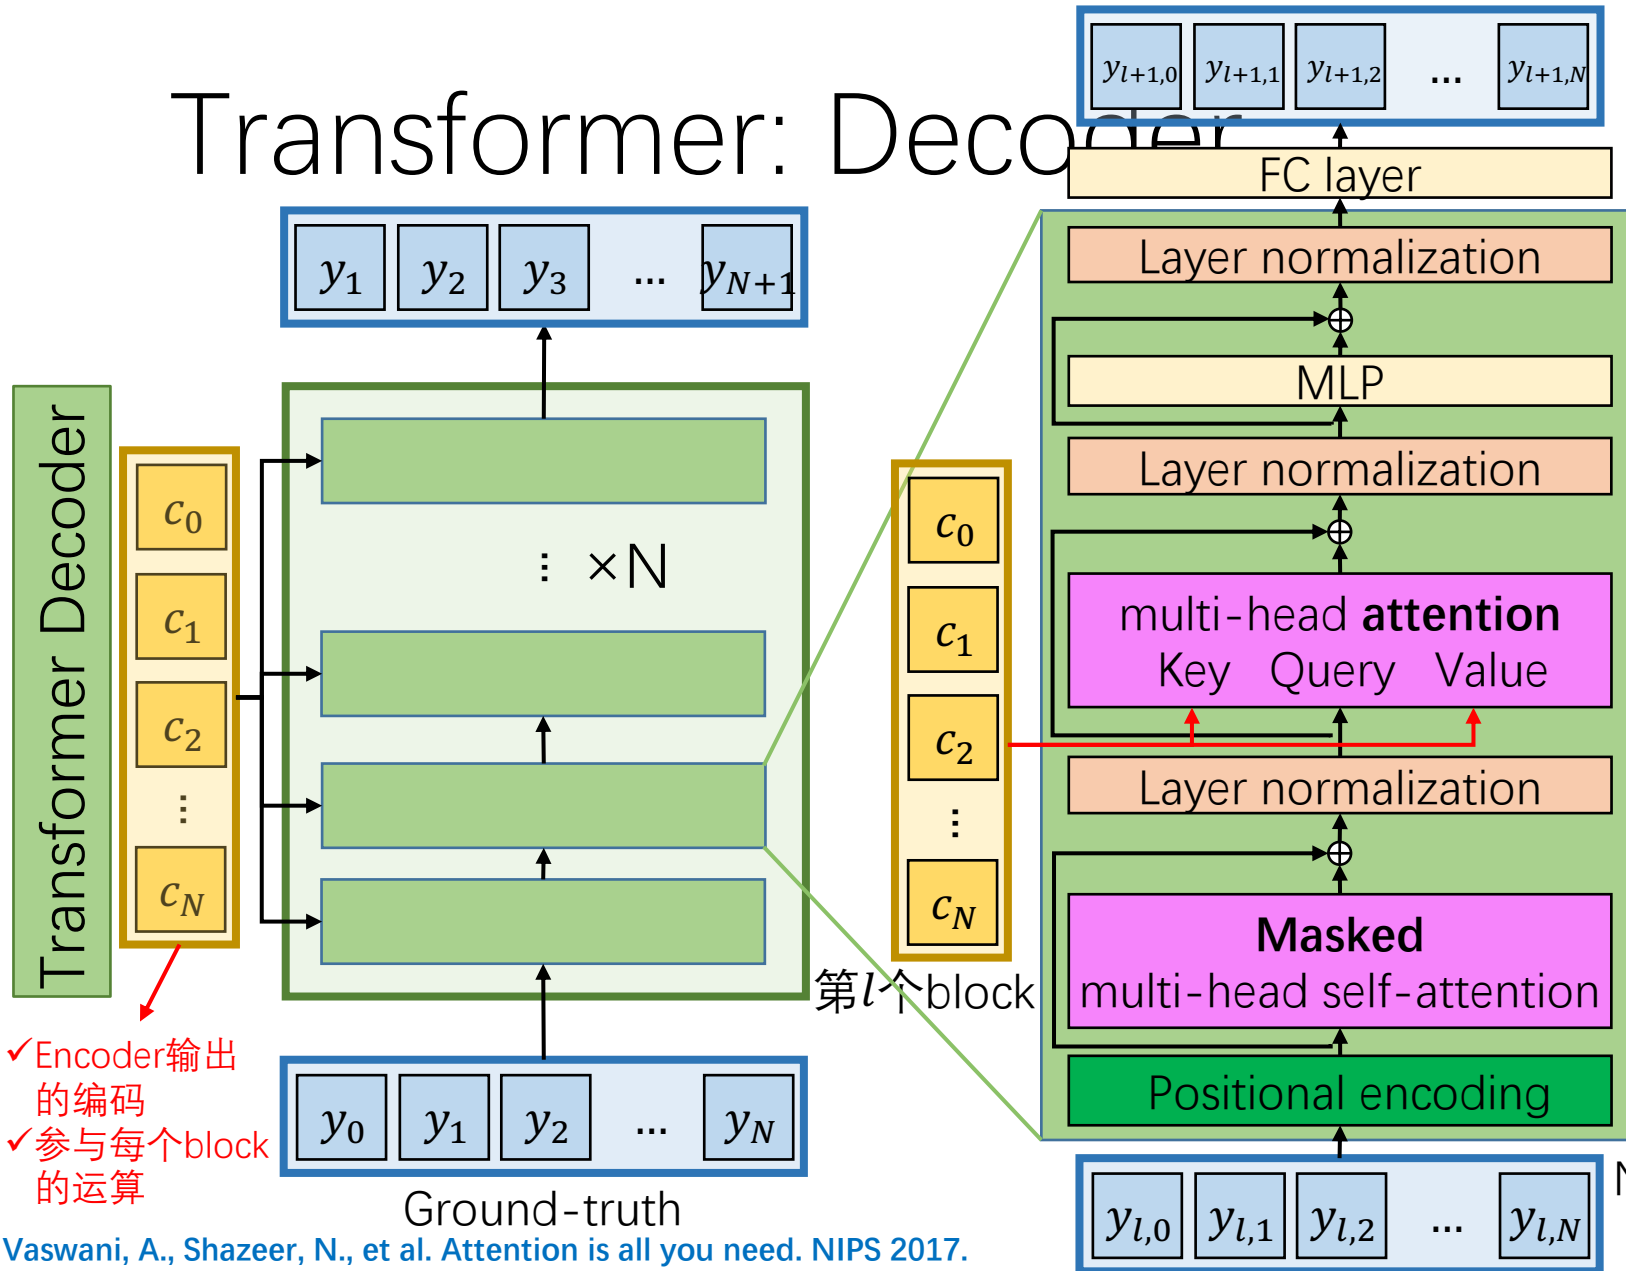 Transformer: Decoder
y_1 y_2 y_3 ... y_{N+1}
Transformer Decoder
c_0
c_1
c_2
⋮
c_N
⋮ ×N
✓Encoder输出
的编码
✓参与每个block
的运算
y_0 y_1 y_2 ... y_N
Ground-truth
Vaswani, A., Shazeer, N., et al. Attention is all you need. NIPS 2017.
c_0
c_1
c_2
⋮
c_N
第l个block
y_{l+1,0} y_{l+1,1} y_{l+1,2} ... y_{l+1,N}
FC layer
Layer normalization
MLP
Layer normalization
multi-head attention
Key Query Value
Layer normalization
Masked
multi-head self-attention
Positional encoding
y_{l,0} y_{l,1} y_{l,2} ... y_{l,N}